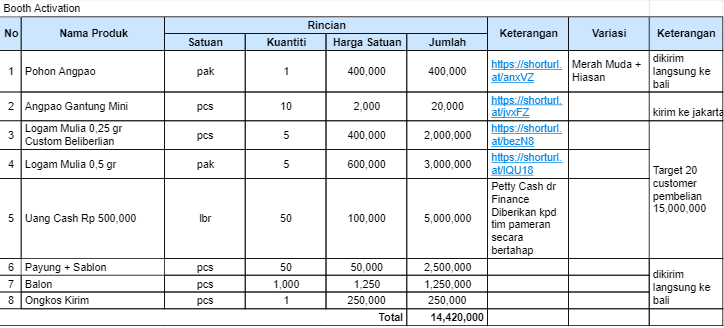 Booth Activation
No Nama Produk Rincian Keterangan Variasi Keterangan
Satuan Kuantiti Harga Satuan Jumlah
1 Pohon Angpao pak 1 400,000 400,000 https://shorturl.at/anxVZ Merah Muda + Hiasan dikirim langsung ke bali
2 Angpao Gantung Mini pcs 10 2,000 20,000 https://shorturl.at/jvxFZ kirim ke jakarta
3 Logam Mulia 0,25 gr Custom Beliberlian pcs 5 400,000 2,000,000 https://shorturl.at/bezN8 Target 20 customer pembelian 15,000,000
4 Logam Mulia 0,5 gr pak 5 600,000 3,000,000 https://shorturl.at/IQU18
5 Uang Cash Rp 500,000 lbr 50 100,000 5,000,000 Petty Cash dr Finance Diberikan kpd tim pameran secara bertahap
6 Payung + Sablon pcs 50 50,000 2,500,000 dikirim langsung ke bali
7 Balon pcs 1,000 1,250 1,250,000
8 Ongkos Kirim pcs 1 250,000 250,000
Total 14,420,000